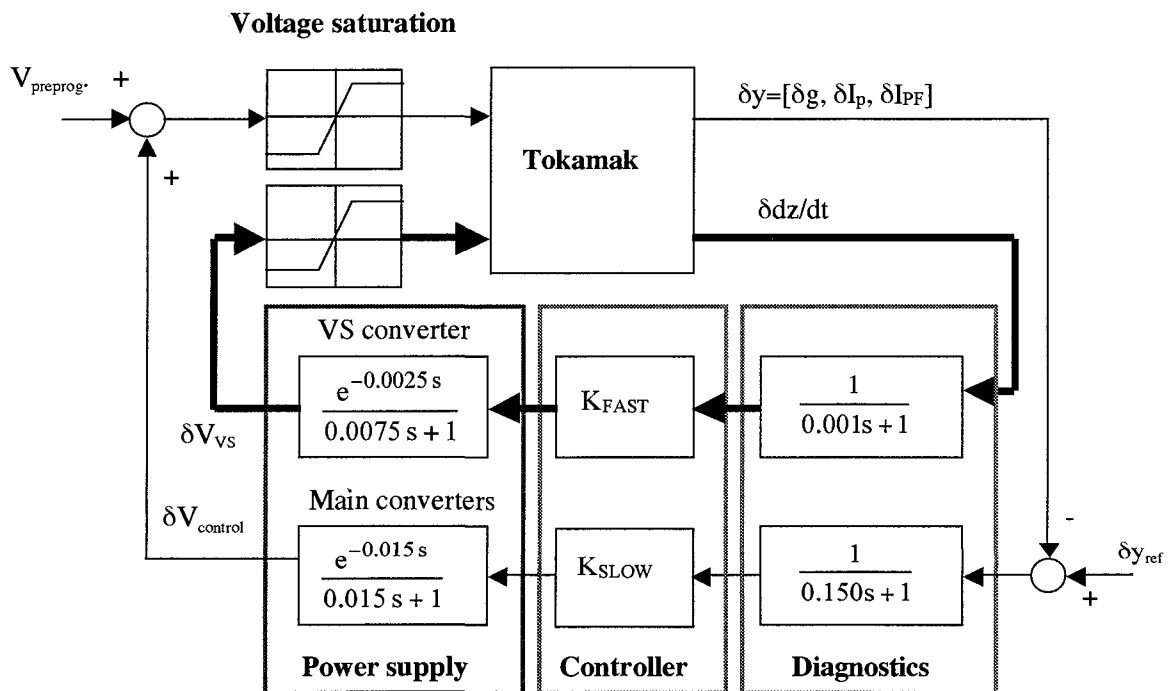 Voltage saturation
V_preprog. +
+
Tokamak
δy=[δg, δI_p, δI_PF]
δdz/dt
VS converter
e^{-0.0025 s}
0.0075 s + 1
K_FAST
1
0.001s + 1
δV_VS
Main converters
δV_control
e^{-0.015 s}
0.015 s + 1
K_SLOW
1
0.150s + 1
-
δy_ref
+
Power supply
Controller
Diagnostics